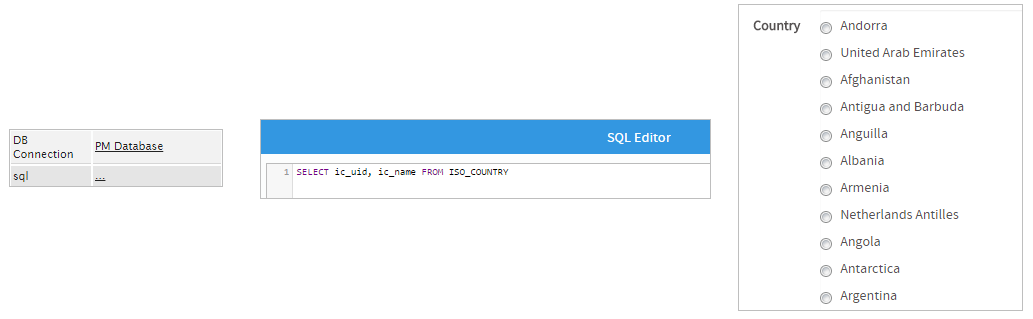 DB
Connection
PM Database
sql
...
SQL Editor
1
SELECT ic_uid, ic_name FROM ISO_COUNTRY
Country
Andorra
United Arab Emirates
Afghanistan
Antigua and Barbuda
Anguilla
Albania
Armenia
Netherlands Antilles
Angola
Antarctica
Argentina